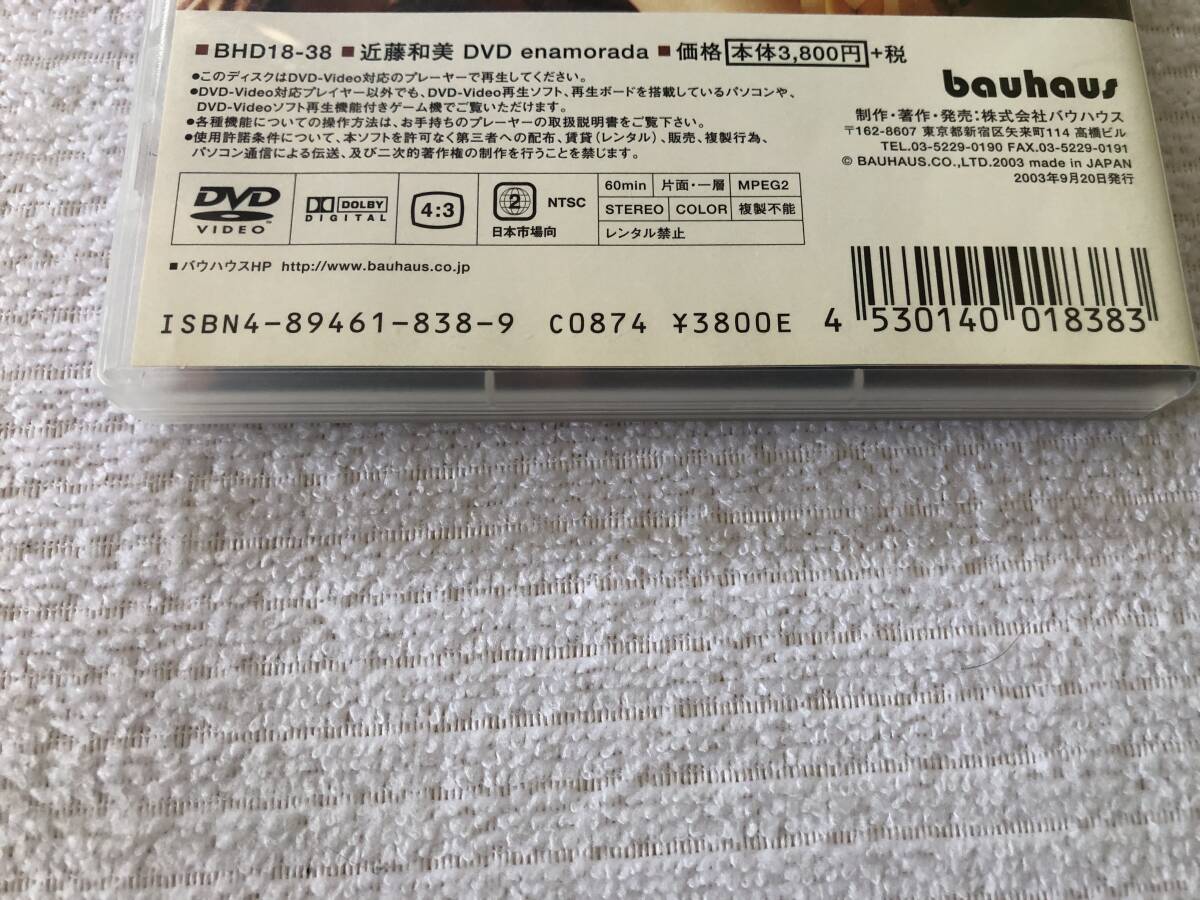 ■BHD18-38 ■近藤和美 DVD enamorada ■価格 本体3,800円+税
●このディスクはDVD-Video対応のプレーヤーで再生してください。
●DVD-Video対応プレイヤー以外でも、DVD-Video再生ソフト、再生ボードを搭載しているパソコンや、
DVD-Videoソフト再生機能付きゲーム機でご覧いただけます。
●各種機能についての操作方法は、お手持ちのプレーヤーの取扱説明書をご覧下さい。
●使用許諾条件について、本ソフトを許可なく第三者への配布、賃貸(レンタル)、販売、複製行為、
パソコン通信による伝送、及び二次的著作権の制作を行うことを禁じます。
bauhaus
制作・著作・発売:株式会社バウハウス
〒162-8607 東京都新宿区矢来町114 高橋ビル
TEL.03-5229-0190 FAX.03-5229-0191
© BAUHAUS.CO.,LTD.2003 made in JAPAN
2003年9月20日発行
DVD
VIDEO
DOLBY
DIGITAL
4:3
2
NTSC
日本市場向
60min 片面・一層 MPEG2
STEREO COLOR 複製不能
レンタル禁止
■バウハウスHP http://www.bauhaus.co.jp
ISBN4-89461-838-9 C0874 ¥3800E
4 530140 018383